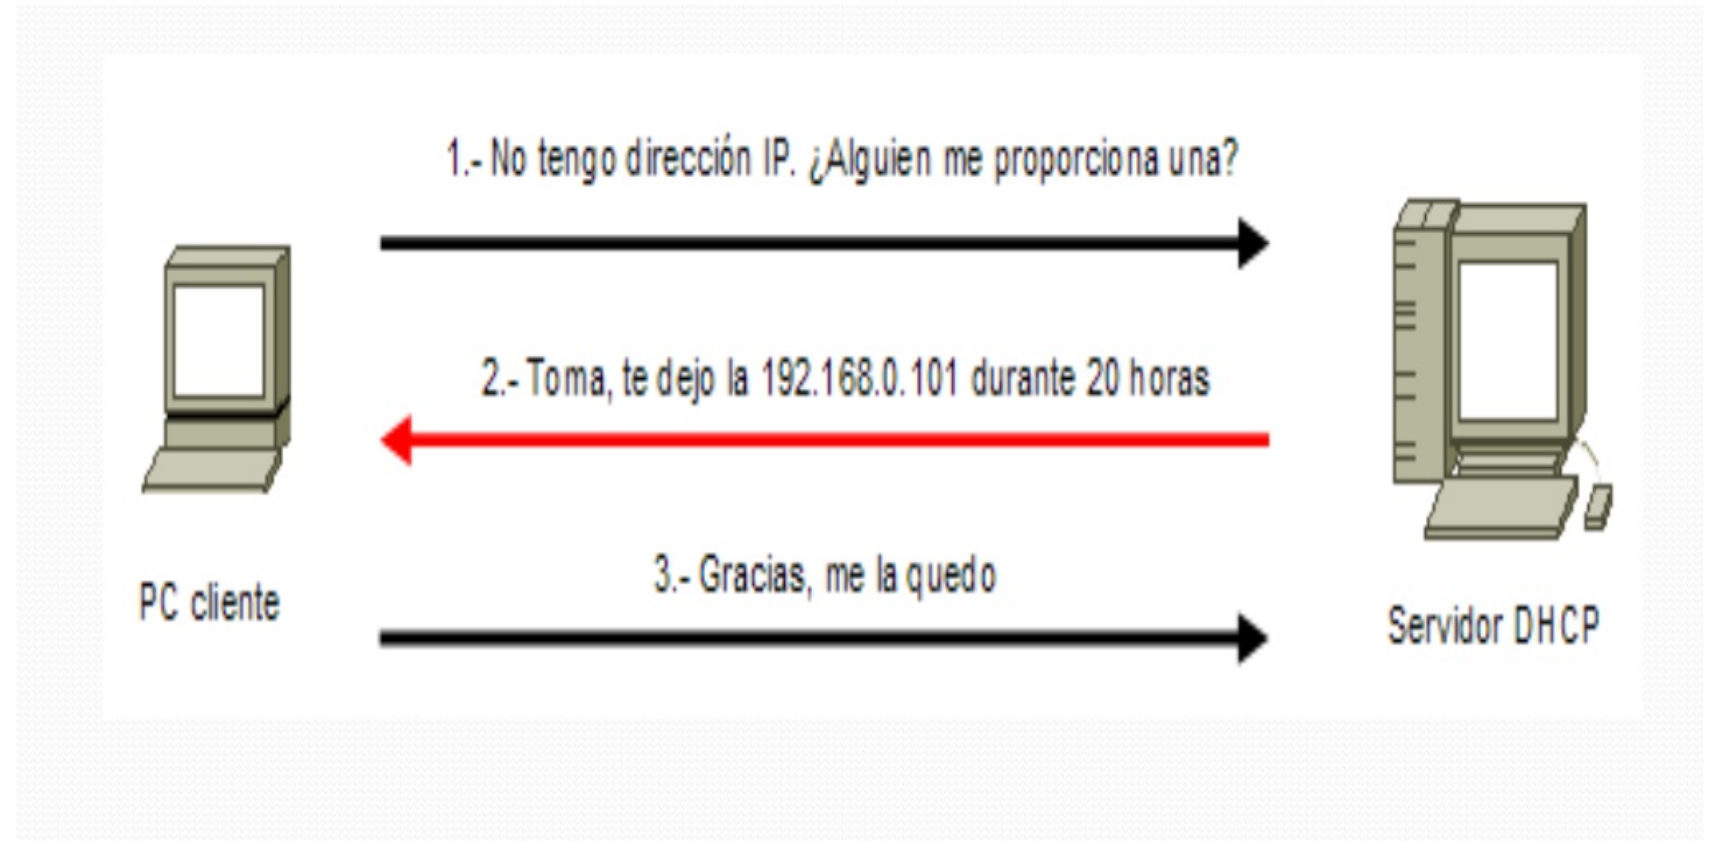 1.- No tengo dirección IP. ¿Alguien me proporciona una?
2.- Toma, te dejo la 192.168.0.101 durante 20 horas
3.- Gracias, me la quedo
PC cliente
Servidor DHCP